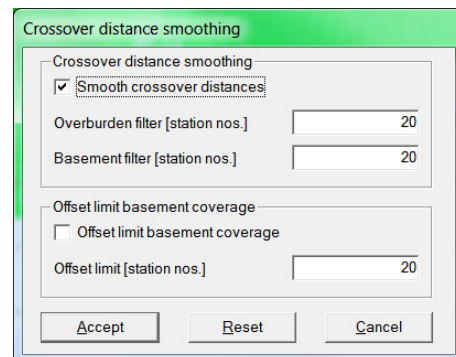 Crossover distance smoothing
Crossover distance smoothing
Smooth crossover distances
Overburden filter [station nos.] 20
Basement filter [station nos.] 20
Offset limit basement coverage
Offset limit basement coverage
Offset limit [station nos.] 20
Accept Reset Cancel